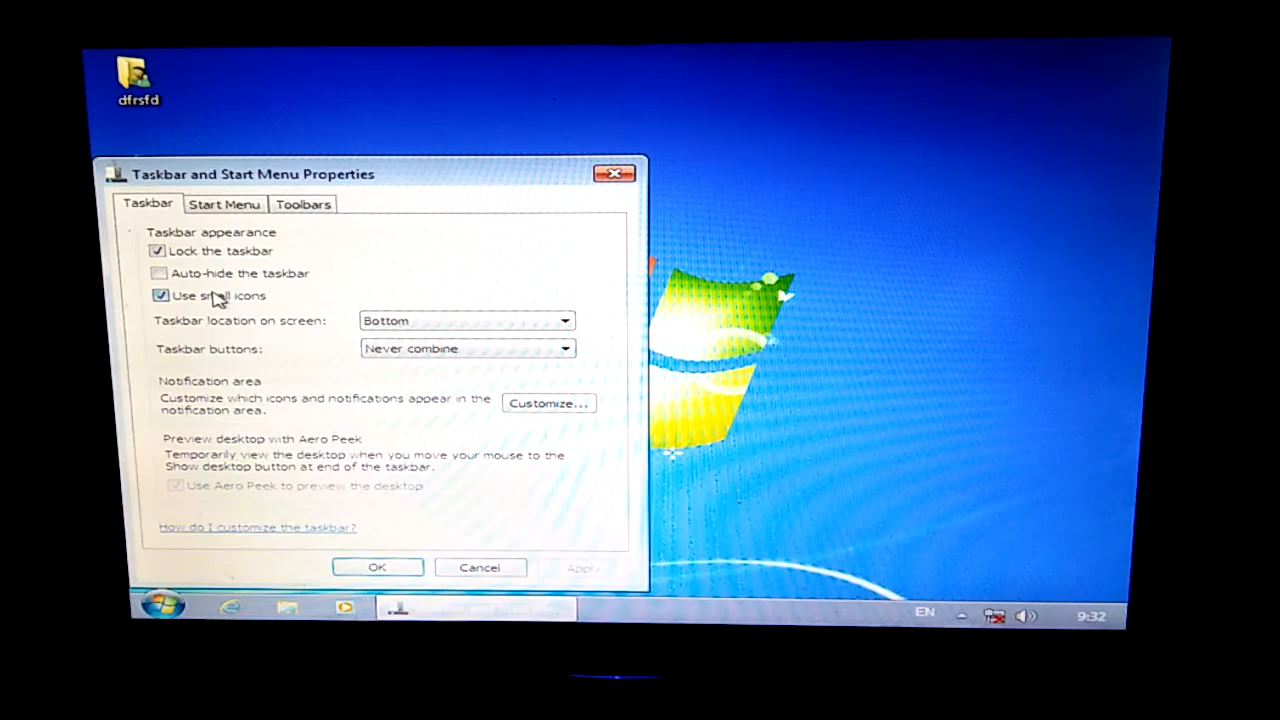 dfrsfd
Taskbar and Start Menu Properties
Taskbar
Start Menu
Toolbars
Taskbar appearance
Lock the taskbar
Auto-hide the taskbar
Use small icons
Taskbar location on screen:
Bottom
Taskbar buttons:
Never combine
Notification area
Customize which icons and notifications appear in the
notification area.
Customize...
Preview desktop with Aero Peek
Temporarily view the desktop when you move your mouse to the
Show desktop button at end of the taskbar.
Use Aero Peek to preview the desktop
How do I customize the taskbar?
OK
Cancel
Apply
EN
9:32